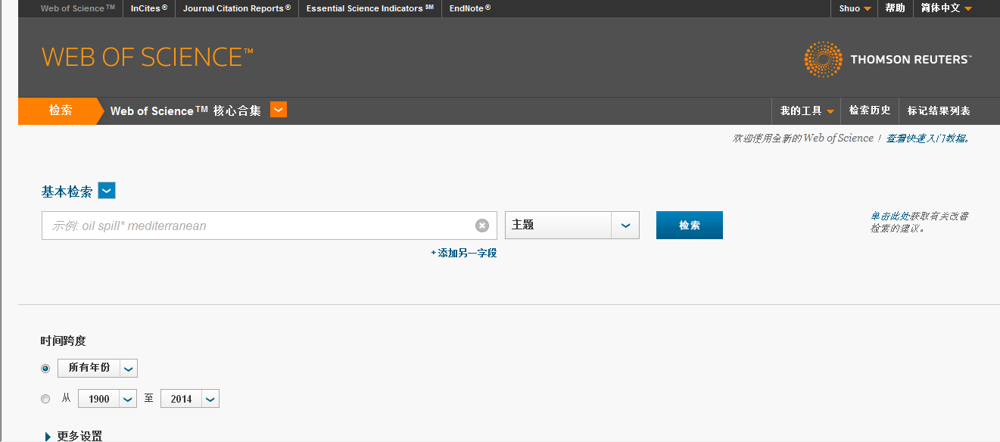 Web of Science™ InCites® Journal Citation Reports® Essential Science Indicators ℠ EndNote® Shuo 帮助 简体中文
WEB OF SCIENCE™
THOMSON REUTERS™
检索 Web of Science™ 核心合集 我的工具 检索历史 标记结果列表
欢迎使用全新的 Web of Science / 查看快速入门教程。
基本检索
示例: oil spill* mediterranean 主题 检索
单击此处获取有关改善
检索的建议。
+ 添加另一字段
时间跨度
所有年份
从 1900 至 2014
更多设置